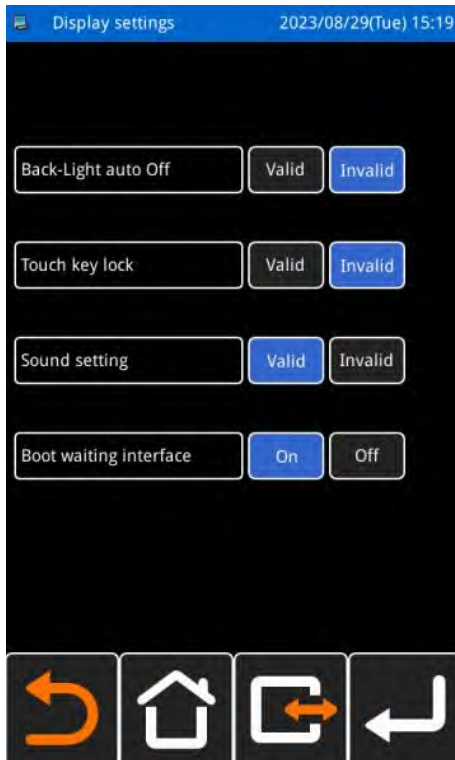 Display settings 2023/08/29(Tue) 15:19
Back-Light auto Off Valid Invalid
Touch key lock Valid Invalid
Sound setting Valid Invalid
Boot waiting interface On Off